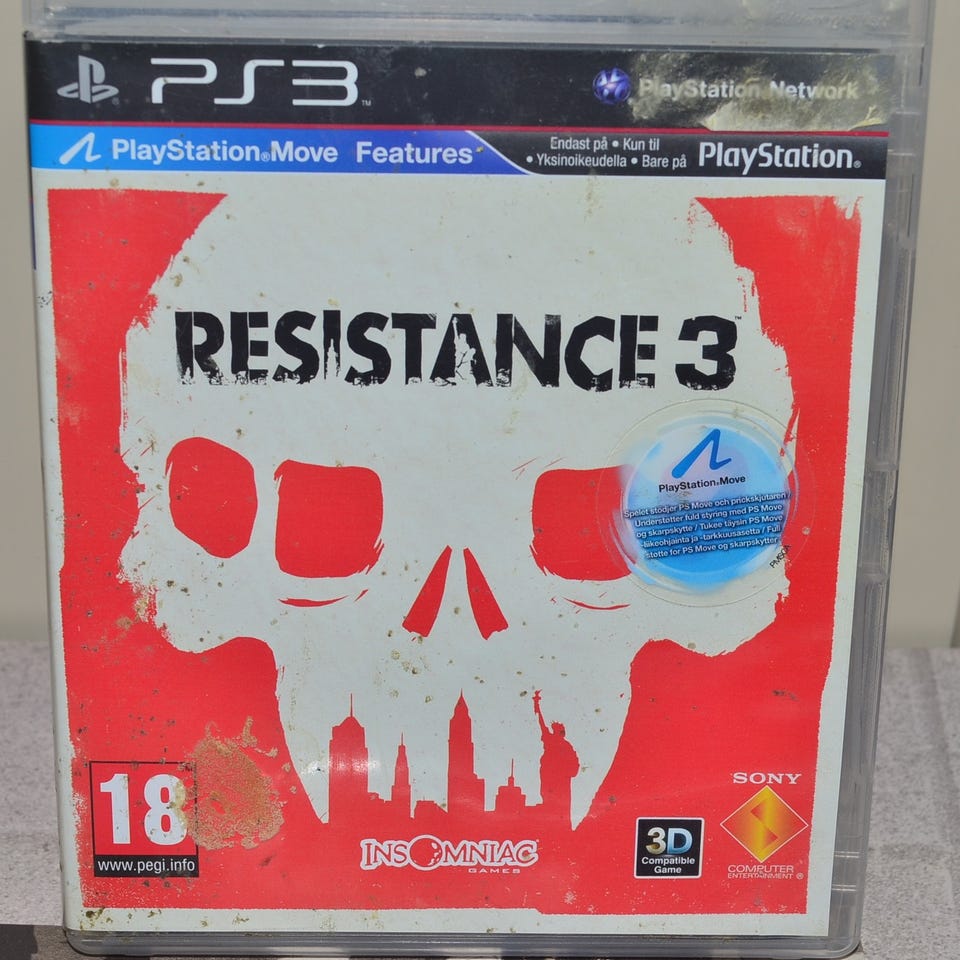 PS3
PlayStation Network
PlayStation®Move Features
Endast på • Kun til
• Yksinoikeudella • Bare på
PlayStation®
RESISTANCE 3™
PlayStation®Move
Spelet stödjer PS Move och prickskjutaren /
Understøtter fuld styring med PS Move
og skarpskytte / Tukee täysin PS Move
-liikeohjainta ja -tarkkuusasetta / Full
støtte for PS Move og skarpskytter
18
www.pegi.info
INSOMNIAC
GAMES
3D
Compatible
Game
SONY
COMPUTER
ENTERTAINMENT®